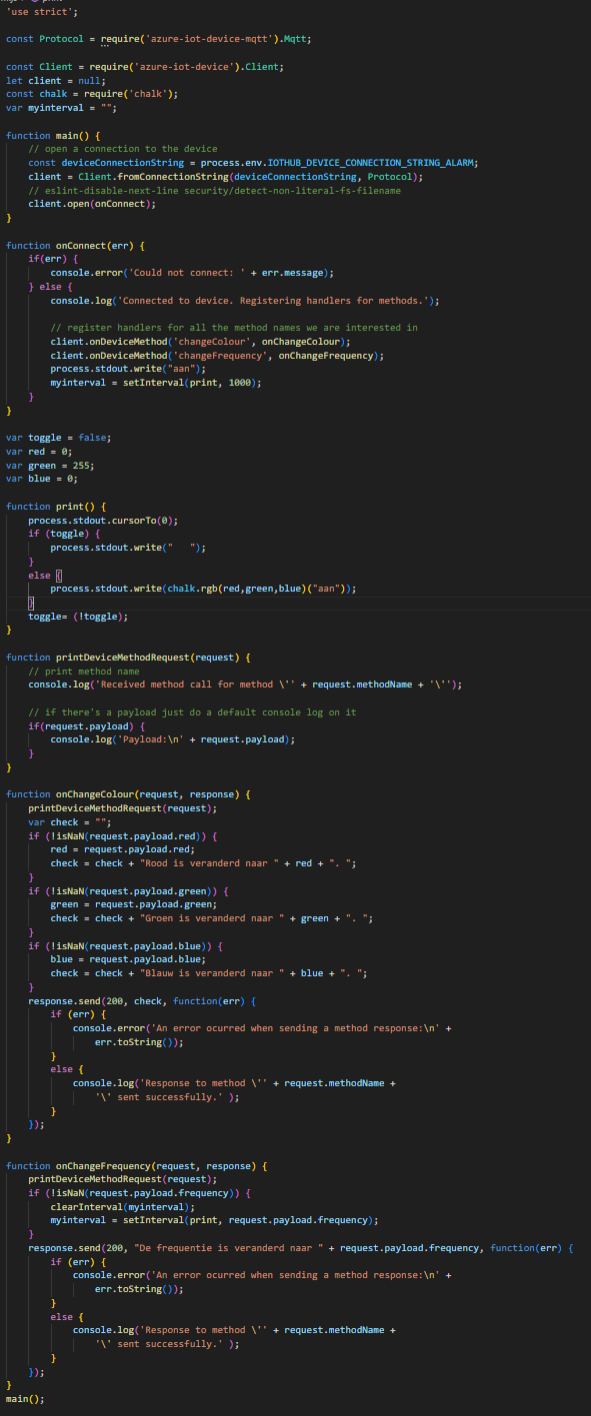 'use strict';
const Protocol = require('azure-iot-device-mqtt').Mqtt;
const Client = require('azure-iot-device').Client;
let client = null;
const chalk = require('chalk');
var myinterval = "";
function main() {
    // open a connection to the device
    const deviceConnectionString = process.env.IOTHUB_DEVICE_CONNECTION_STRING_ALARM;
    client = Client.fromConnectionString(deviceConnectionString, Protocol);
    // eslint-disable-next-line security/detect-non-literal-fs-filename
    client.open(onConnect);
}
function onConnect(err) {
    if(err) {
        console.error('Could not connect: ' + err.message);
    } else {
        console.log('Connected to device. Registering handlers for methods.');
        // register handlers for all the method names we are interested in
        client.onDeviceMethod('changeColour', onChangeColour);
        client.onDeviceMethod('changeFrequency', onChangeFrequency);
        process.stdout.write("aan");
        myinterval = setInterval(print, 1000);
    }
}
var toggle = false;
var red = 0;
var green = 255;
var blue = 0;
function print() {
    process.stdout.cursorTo(0);
    if (toggle) {
        process.stdout.write("   ");
    }
    else {
        process.stdout.write(chalk.rgb(red,green,blue)("aan"));
    }
    toggle= (!toggle);
}
function printDeviceMethodRequest(request) {
    // print method name
    console.log('Received method call for method \'' + request.methodName + '\'');
    // if there's a payload just do a default console log on it
    if(request.payload) {
        console.log('Payload:\n' + request.payload);
    }
}
function onChangeColour(request, response) {
    printDeviceMethodRequest(request);
    var check = "";
    if (!isNaN(request.payload.red)) {
        red = request.payload.red;
        check = check + "Rood is veranderd naar " + red + ". ";
    }
    if (!isNaN(request.payload.green)) {
        green = request.payload.green;
        check = check + "Groen is veranderd naar " + green + ". ";
    }
    if (!isNaN(request.payload.blue)) {
        blue = request.payload.blue;
        check = check + "Blauw is veranderd naar " + blue + ". ";
    }
    response.send(200, check, function(err) {
        if (err) {
            console.error('An error ocurred when sending a method response:\n' +
                err.toString());
        }
        else {
            console.log('Response to method \'' + request.methodName +
                '\' sent successfully.' );
        }
    });
}
function onChangeFrequency(request, response) {
    printDeviceMethodRequest(request);
    if (!isNaN(request.payload.frequency)) {
        clearInterval(myinterval);
        myinterval = setInterval(print, request.payload.frequency);
    }
    response.send(200, "De frequentie is veranderd naar " + request.payload.frequency, function(err) {
        if (err) {
            console.error('An error ocurred when sending a method response:\n' +
                err.toString());
        }
        else {
            console.log('Response to method \'' + request.methodName +
                '\' sent successfully.' );
        }
    });
}
main();